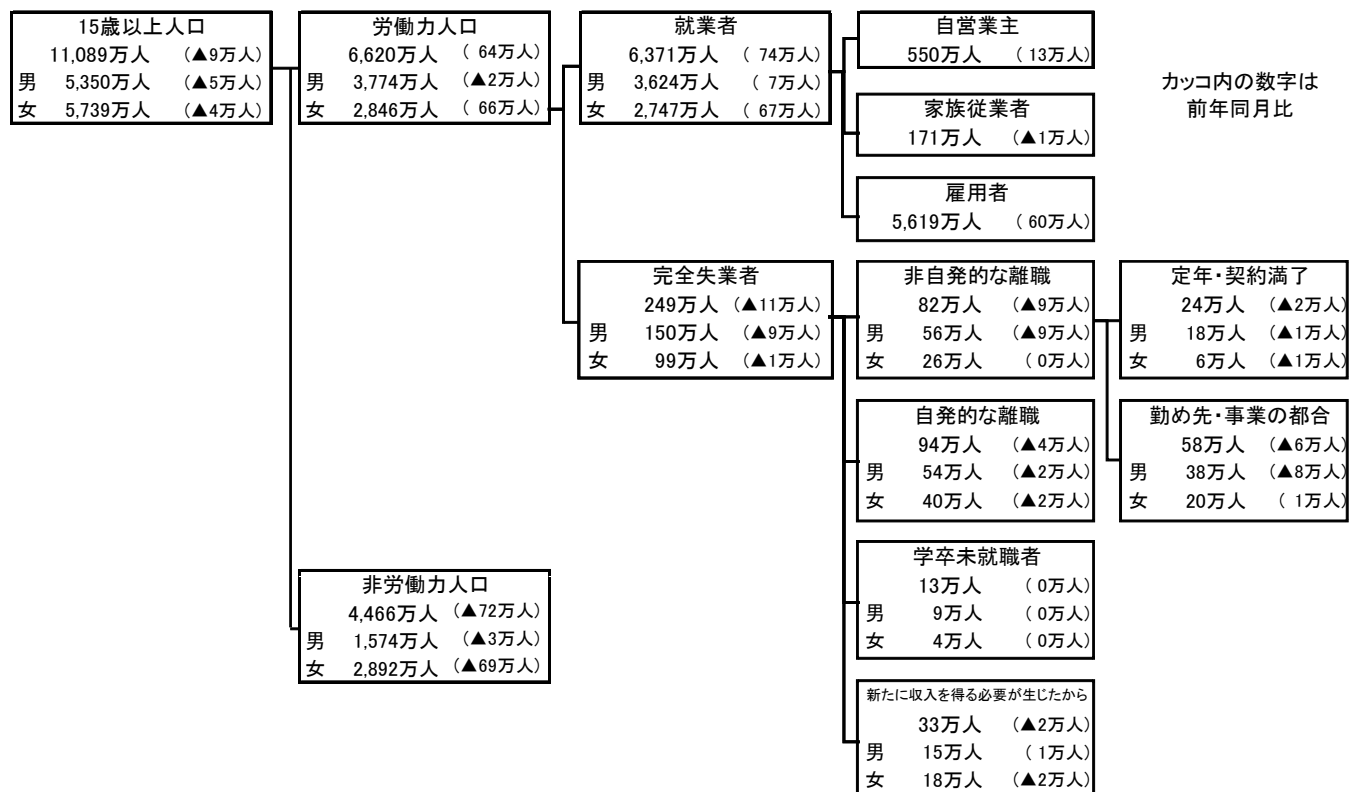 15歳以上人口
11,089万人 (▲9万人)
男 5,350万人 (▲5万人)
女 5,739万人 (▲4万人)
労働力人口
6,620万人 ( 64万人)
男 3,774万人 (▲2万人)
女 2,846万人 ( 66万人)
就業者
6,371万人 ( 74万人)
男 3,624万人 ( 7万人)
女 2,747万人 ( 67万人)
自営業主
550万人 ( 13万人)
カッコ内の数字は
前年同月比
家族従業者
171万人 (▲1万人)
雇用者
5,619万人 ( 60万人)
完全失業者
249万人 (▲11万人)
男 150万人 (▲9万人)
女 99万人 (▲1万人)
非自発的な離職
82万人 (▲9万人)
男 56万人 (▲9万人)
女 26万人 ( 0万人)
定年・契約満了
24万人 (▲2万人)
男 18万人 (▲1万人)
女 6万人 (▲1万人)
自発的な離職
94万人 (▲4万人)
男 54万人 (▲2万人)
女 40万人 (▲2万人)
勤め先・事業の都合
58万人 (▲6万人)
男 38万人 (▲8万人)
女 20万人 ( 1万人)
学卒未就職者
13万人 ( 0万人)
男 9万人 ( 0万人)
女 4万人 ( 0万人)
非労働力人口
4,466万人 (▲72万人)
男 1,574万人 (▲3万人)
女 2,892万人 (▲69万人)
新たに収入を得る必要が生じたから
33万人 (▲2万人)
男 15万人 ( 1万人)
女 18万人 (▲2万人)